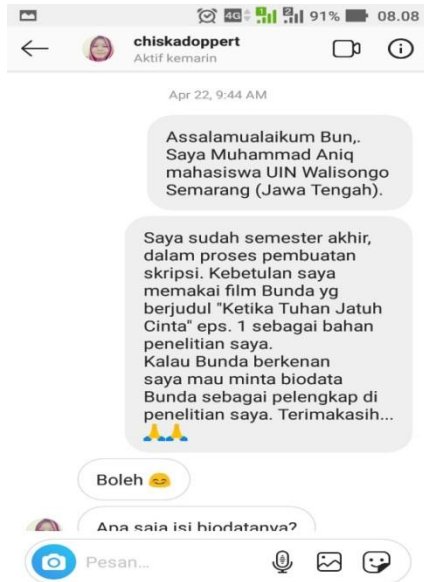 4G 91% 08.08
chiskadoppert
Aktif kemarin
Apr 22, 9:44 AM
Assalamualaikum Bun,.
Saya Muhammad Aniq
mahasiswa UIN Walisongo
Semarang (Jawa Tengah).
Saya sudah semester akhir,
dalam proses pembuatan
skripsi. Kebetulan saya
memakai film Bunda yg
berjudul "Ketika Tuhan Jatuh
Cinta" eps. 1 sebagai bahan
penelitian saya.
Kalau Bunda berkenan
saya mau minta biodata
Bunda sebagai pelengkap di
penelitian saya. Terimakasih...
🙏🙏
Boleh 😊
Apa saja isi biodatanya?
Pesan...